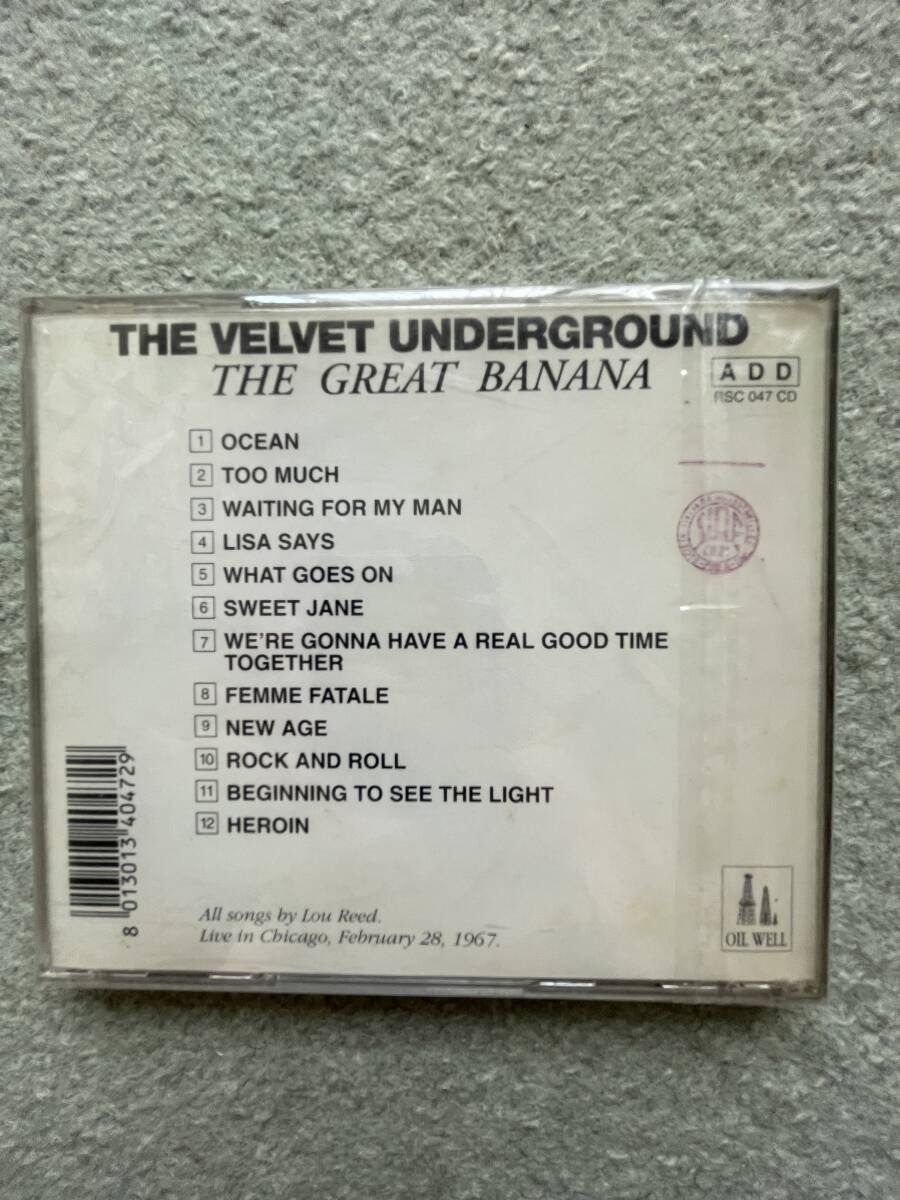 THE VELVET UNDERGROUND
THE GREAT BANANA
ADD
RSC 047 CD
1 OCEAN
2 TOO MUCH
3 WAITING FOR MY MAN
4 LISA SAYS
5 WHAT GOES ON
6 SWEET JANE
7 WE'RE GONNA HAVE A REAL GOOD TIME
TOGETHER
8 FEMME FATALE
9 NEW AGE
10 ROCK AND ROLL
11 BEGINNING TO SEE THE LIGHT
12 HEROIN
8 013013 404729
All songs by Lou Reed.
Live in Chicago, February 28, 1967.
OIL WELL